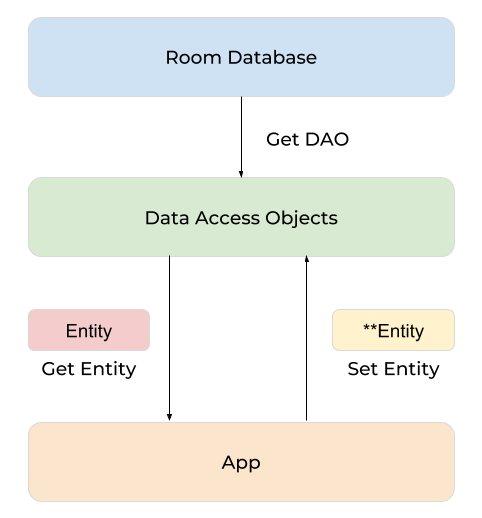 Room Database
Get DAO
Data Access Objects
Entity
Get Entity
**Entity
Set Entity
App